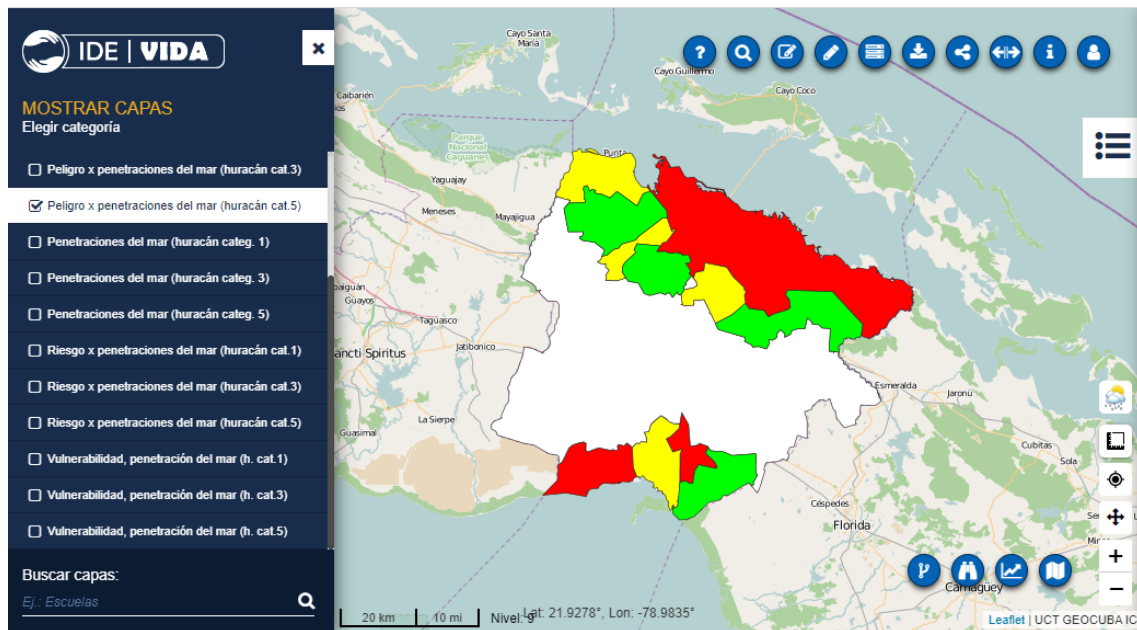 IDE | VIDA
MOSTRAR CAPAS
Elegir categoría
Peligro x penetraciones del mar (huracán cat.3)
Peligro x penetraciones del mar (huracán cat.5)
Penetraciones del mar (huracán categ. 1)
Penetraciones del mar (huracán categ. 3)
Penetraciones del mar (huracán categ. 5)
Riesgo x penetraciones del mar (huracán cat.1)
Riesgo x penetraciones del mar (huracán cat.3)
Riesgo x penetraciones del mar (huracán cat.5)
Vulnerabilidad, penetración del mar (h. cat.1)
Vulnerabilidad, penetración del mar (h. cat.3)
Vulnerabilidad, penetración del mar (h. cat.5)
Buscar capas:
Ej.: Escuelas
Cayo Santa
María
Cayo Guillermo
Cayo Coco
Caibarién
Parque
Nacional
Caguanes
Punta
Yaguajay
Meneses
Mayajigua
Guayos
Taguasco
Jatibonico
ancti Spiritus
La Sierpe
Guasimal
Esmeralda
Jaronú
Cubitas
Sola
Céspedes
Florida
Camagüey
20 km
10 mi
Nivel: 9
Lat: 21.9278°, Lon: -78.9835°
Leaflet | UCT GEOCUBA IC